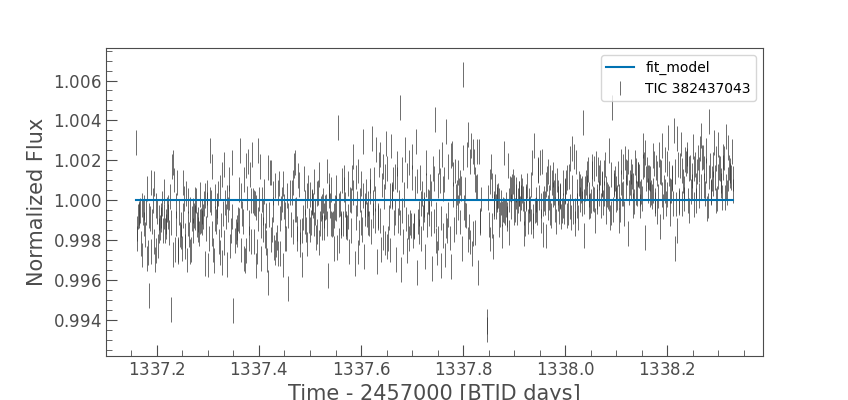 1.006
1.004
1.002
1.000
0.998
0.996
0.994
Normalized Flux
fit_model
TIC 382437043
1337.2 1337.4 1337.6 1337.8 1338.0 1338.2
Time - 2457000 [BTJD days]